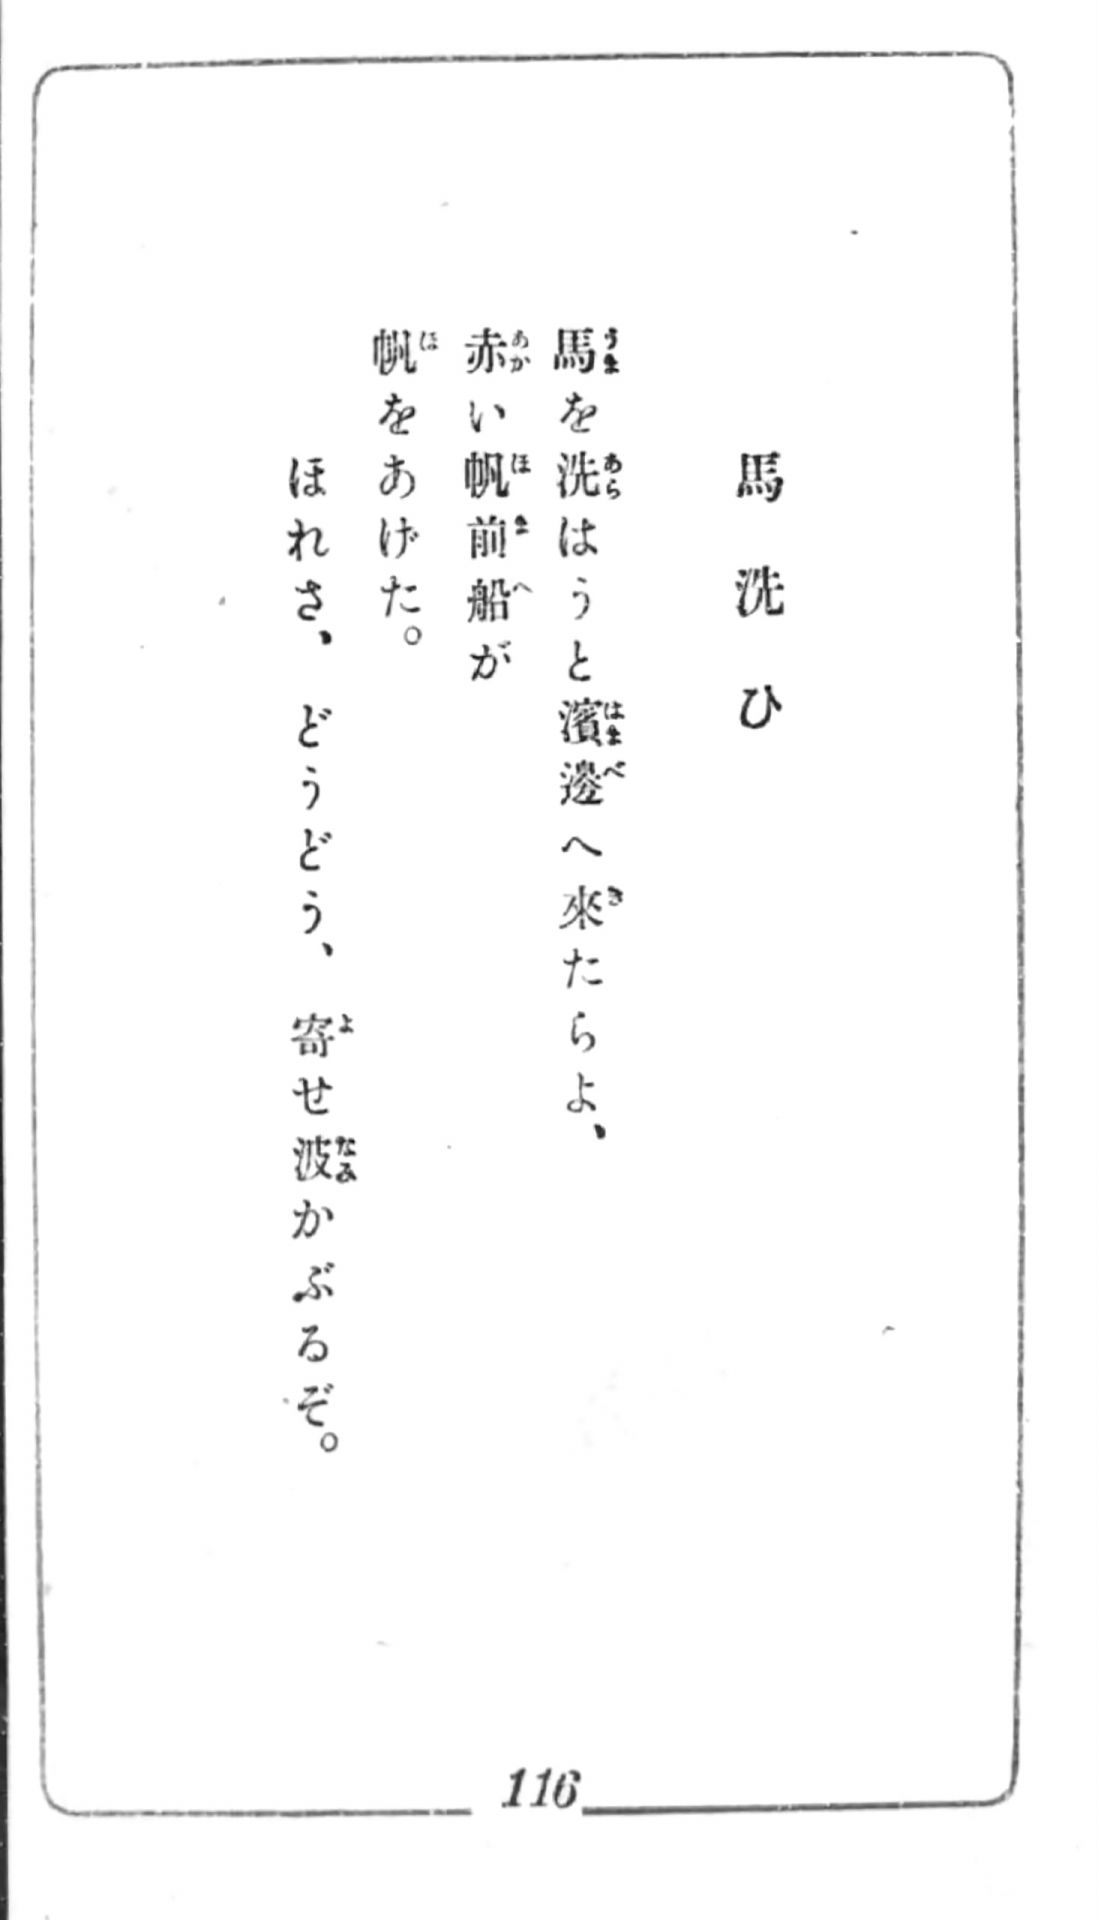 馬洗ひ
馬を洗はうと濱邊へ來たらよ、
赤い帆前船が
帆をあげた。
ほれさ、どうどう、寄せ波かぶるぞ。
116